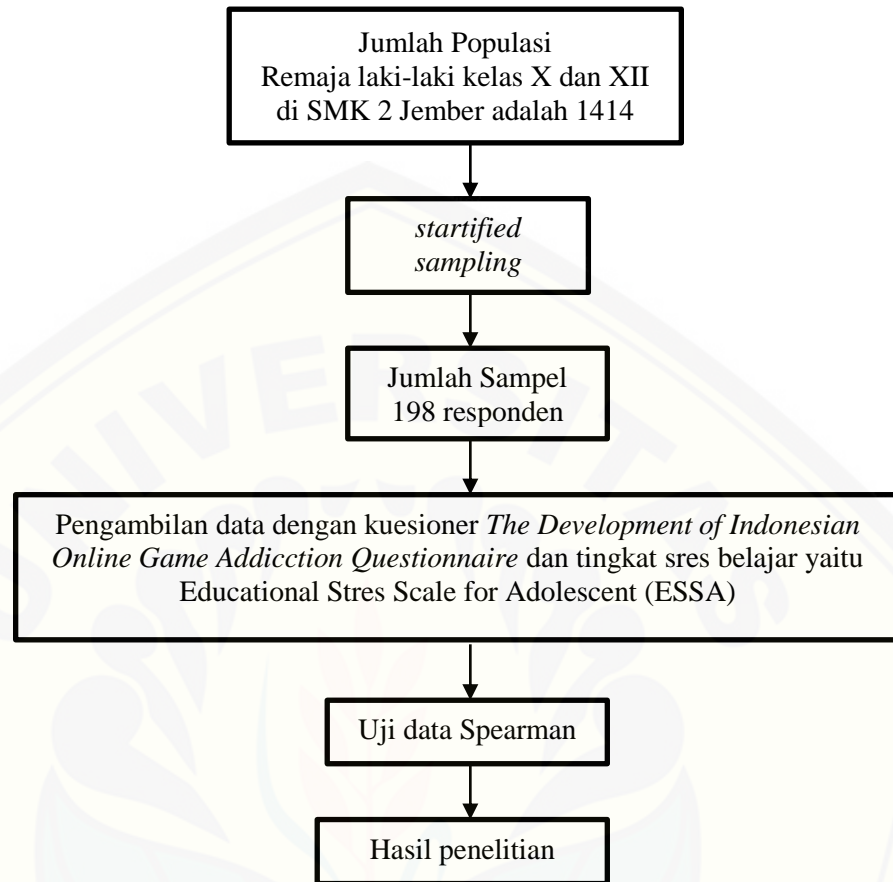 Jumlah Populasi
Remaja laki-laki kelas X dan XII
di SMK 2 Jember adalah 1414
startified
sampling
Jumlah Sampel
198 responden
Pengambilan data dengan kuesioner The Development of Indonesian
Online Game Addicction Questionnaire dan tingkat sres belajar yaitu
Educational Stres Scale for Adolescent (ESSA)
Uji data Spearman
Hasil penelitian
UNIVERSITAS